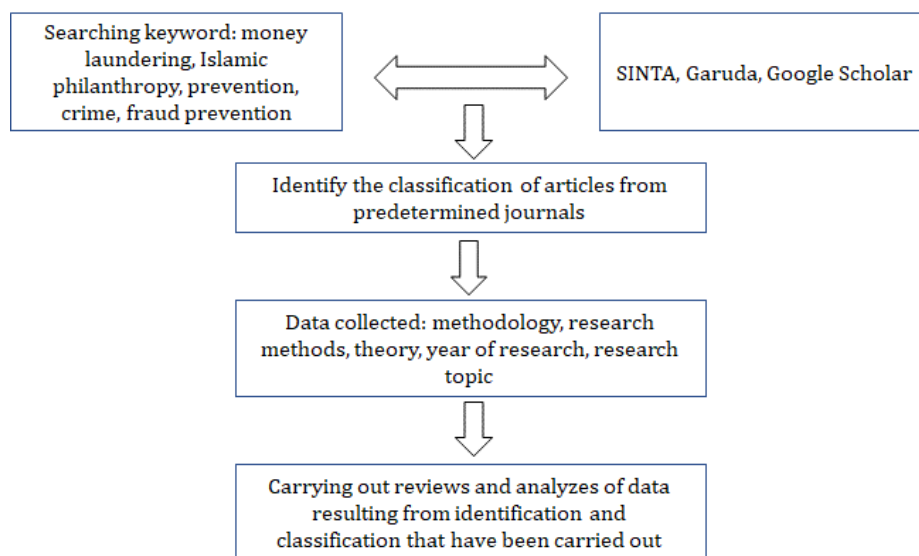 Searching keyword: money
laundering, Islamic
philanthropy, prevention,
crime, fraud prevention
SINTA, Garuda, Google Scholar
Identify the classification of articles from
predetermined journals
Data collected: methodology, research
methods, theory, year of research, research
topic
Carrying out reviews and analyzes of data
resulting from identification and
classification that have been carried out